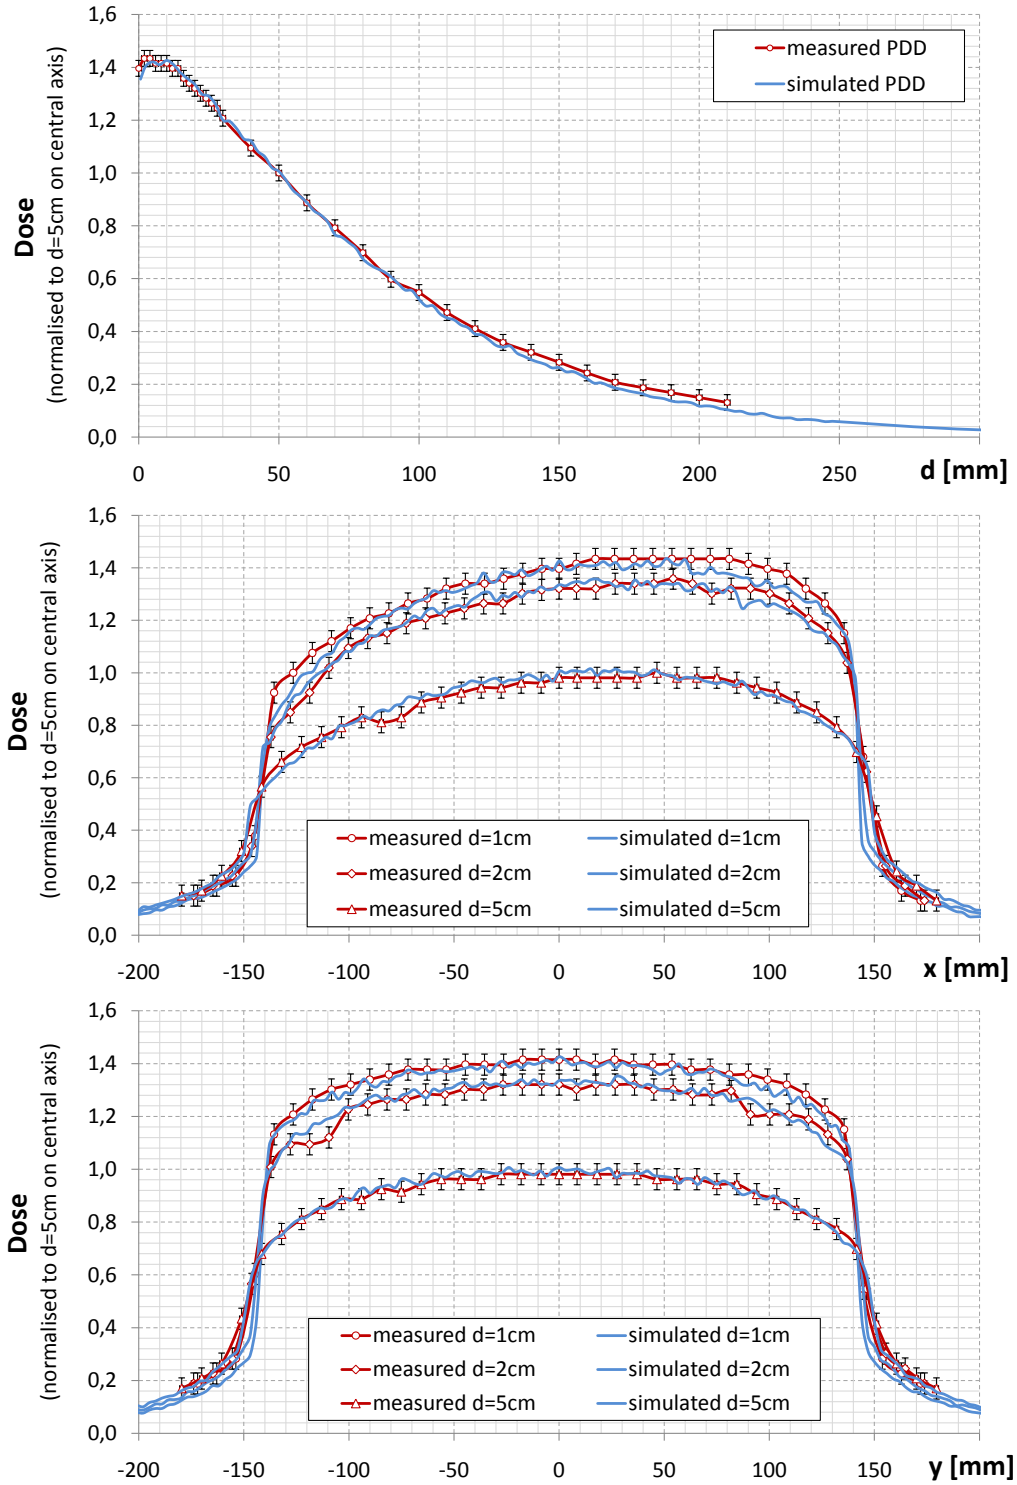 1,6
1,4
1,2
1,0
0,8
0,6
0,4
0,2
0,0
Dose
(normalised to d=5cm on central axis)
measured PDD
simulated PDD
0 50 100 150 200 250 d [mm]
1,6
1,4
1,2
1,0
0,8
0,6
0,4
0,2
0,0
Dose
(normalised to d=5cm on central axis)
measured d=1cm simulated d=1cm
measured d=2cm simulated d=2cm
measured d=5cm simulated d=5cm
-200 -150 -100 -50 0 50 100 150 x [mm]
1,6
1,4
1,2
1,0
0,8
0,6
0,4
0,2
0,0
Dose
(normalised to d=5cm on central axis)
measured d=1cm simulated d=1cm
measured d=2cm simulated d=2cm
measured d=5cm simulated d=5cm
-200 -150 -100 -50 0 50 100 150 y [mm]